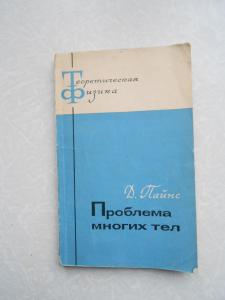 Теоретическая
Физика
Д. Пайнс
Проблема
многих тел